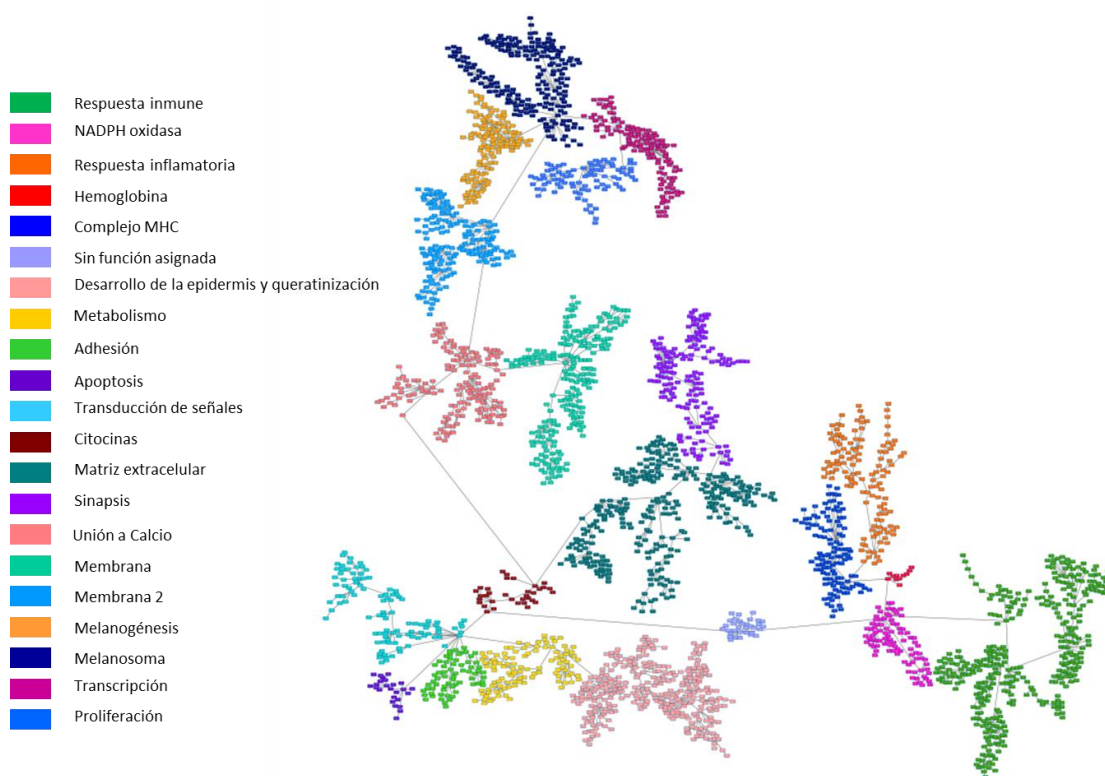 Respuesta inmune
NADPH oxidasa
Respuesta inflamatoria
Hemoglobina
Complejo MHC
Sin función asignada
Desarrollo de la epidermis y queratinización
Metabolismo
Adhesión
Apoptosis
Transducción de señales
Citocinas
Matriz extracelular
Sinapsis
Unión a Calcio
Membrana
Membrana 2
Melanogénesis
Melanosoma
Transcripción
Proliferación